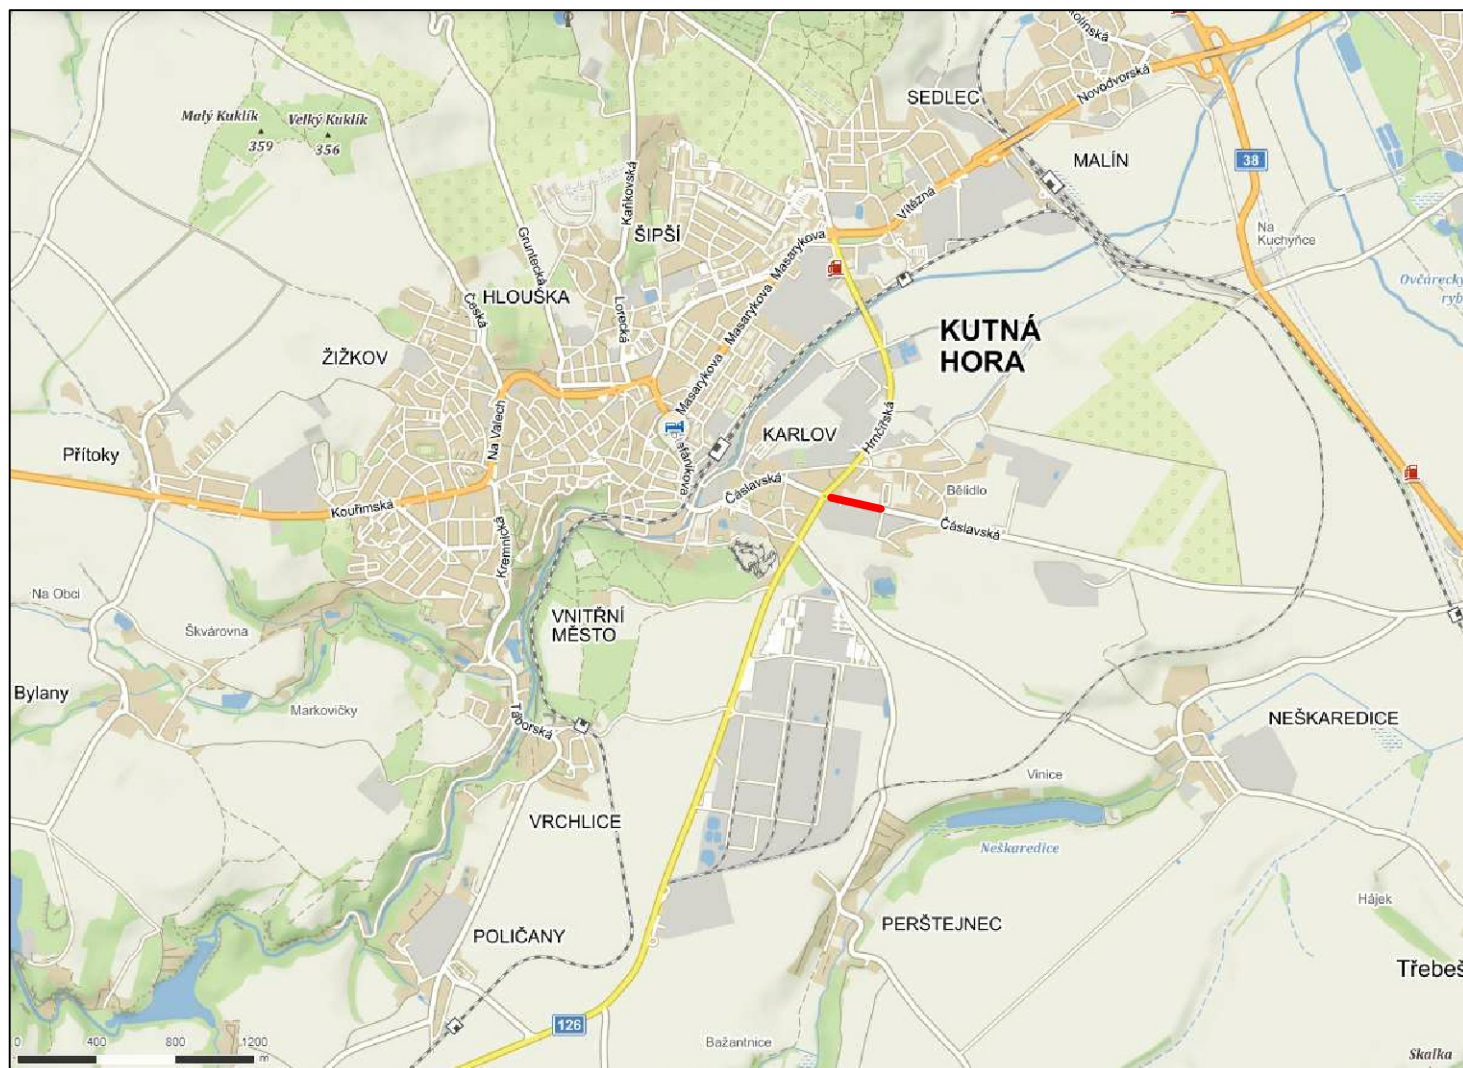 olínská
Novodvorská
SEDLEC
Malý Kuklík
359
Velký Kuklík
356
MALÍN
38
Kaňkovská
Vítězná
ŠIPŠÍ
Masarykova
Na
Kuchyňce
Gruntecká
Masarykova
Ovčárecký
ryb
HLOUŠKA
Česká
Lorecká
Masarykova
KUTNÁ
HORA
ŽIŽKOV
Masarykova
Na Valech
Hrnčířská
KARLOV
Přítoky
Štefánikova
Čáslavská
Bělidlo
Kouřimská
Čáslavská
Kremnická
Na Obci
VNITŘNÍ
MĚSTO
Škvárovna
Bylany
Markovičky
Táborská
NEŠKAREDICE
Vinice
VRCHLICE
Neškaredice
Hájek
PERŠTEJNEC
POLIČANY
Třebeš
126
Bažantnice
Skalka
0 400 800 1200
m